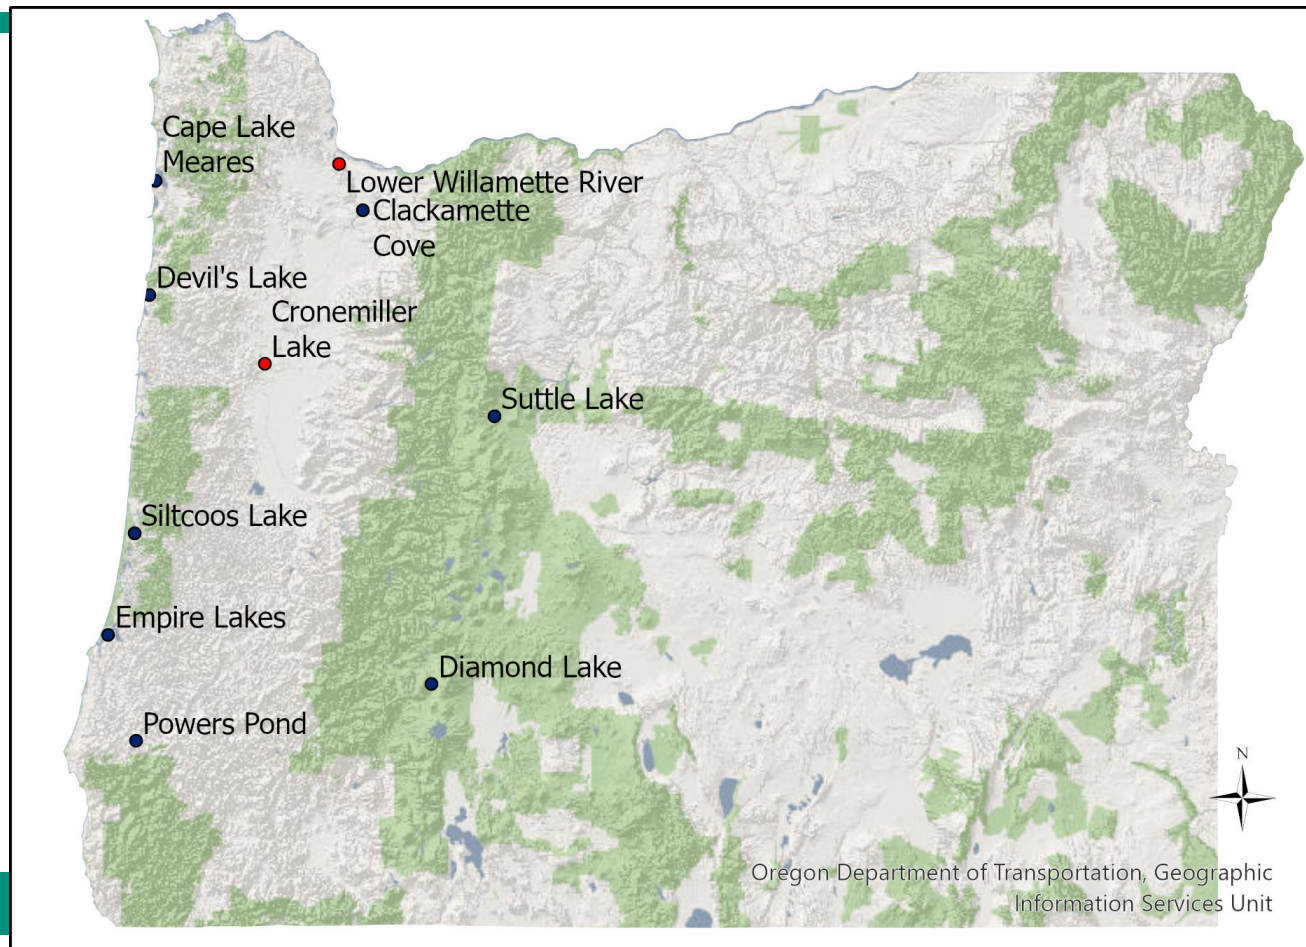 Cape Lake
Meares
Lower Willamette River
Clackamette
Cove
Devil's Lake
Cronemiller
Lake
Suttle Lake
Siltcoos Lake
Empire Lakes
Diamond Lake
Powers Pond
N
Oregon Department of Transportation, Geographic
Information Services Unit